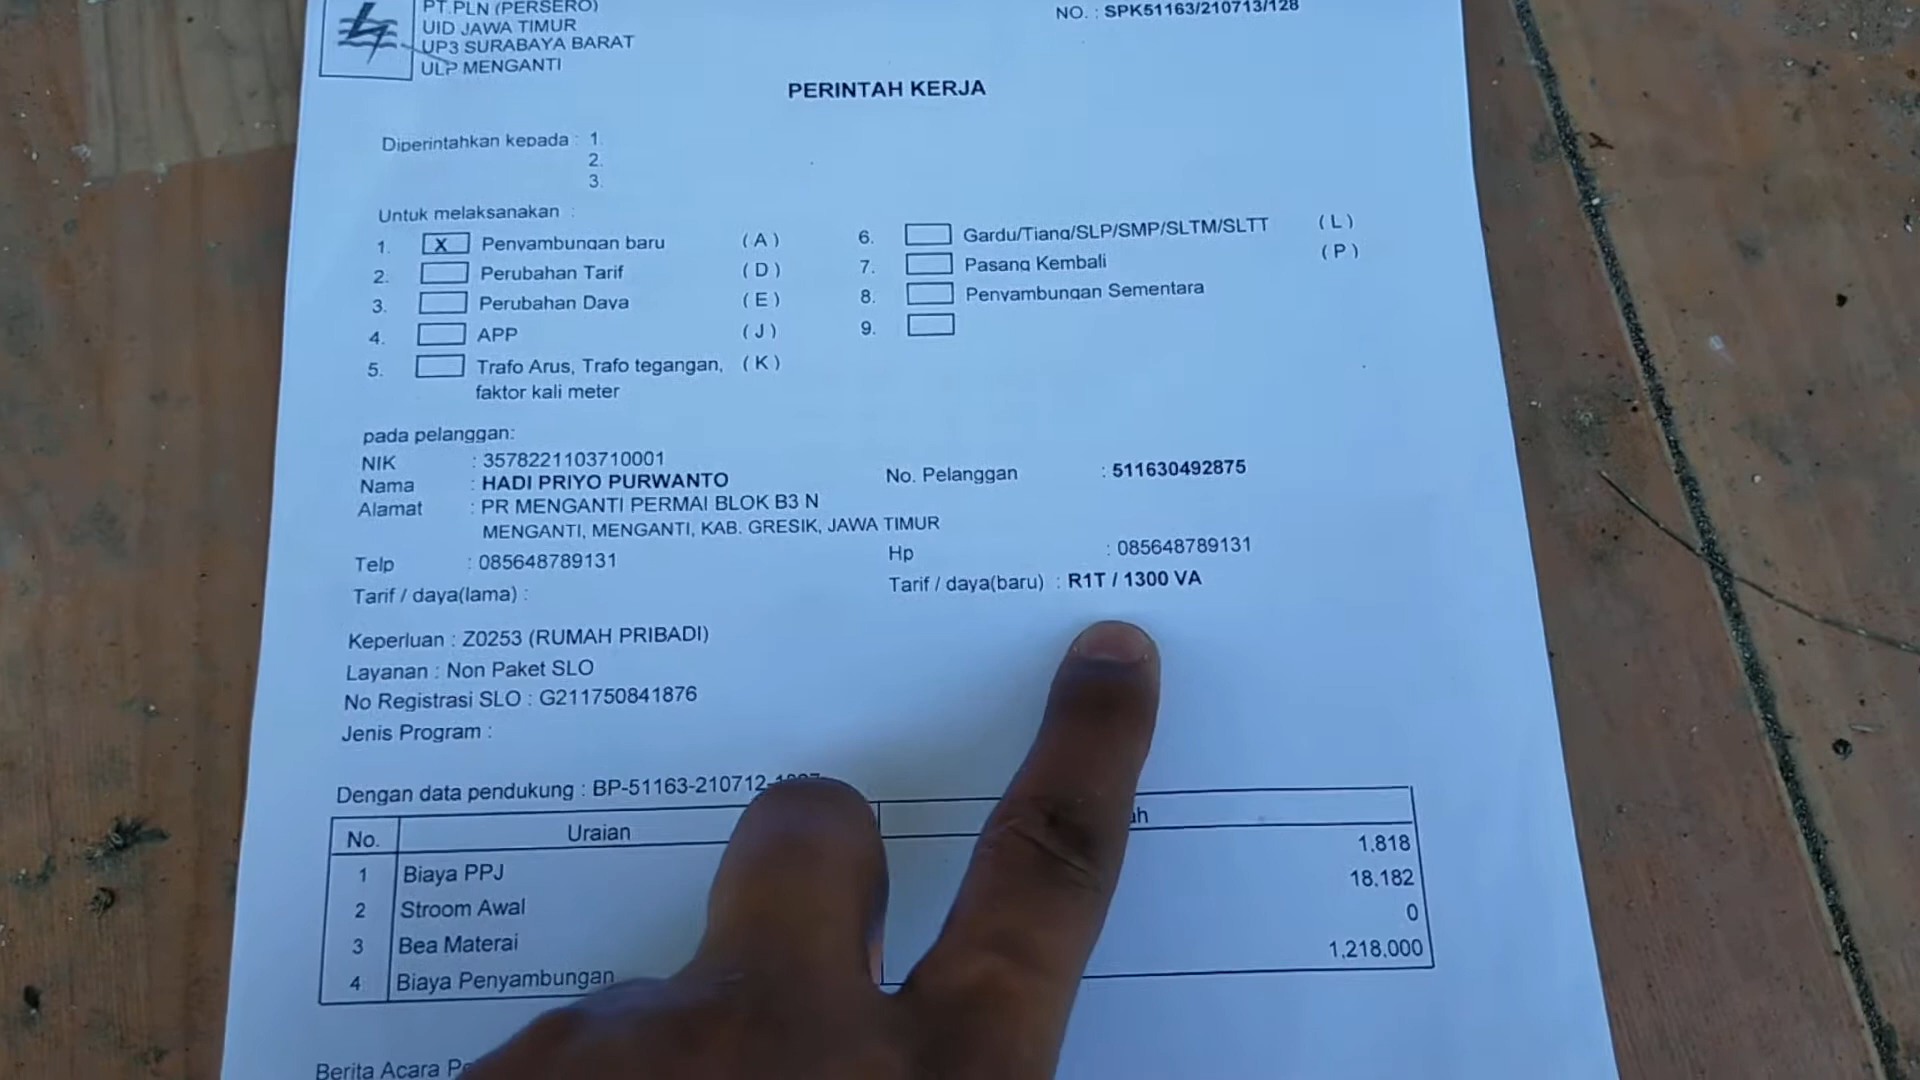 PT.PLN (PERSERO)
UID JAWA TIMUR
UP3 SURABAYA BARAT
ULP MENGANTI
NO. : SPK51163/210713/128
PERINTAH KERJA
Diperintahkan kepada : 1.
2.
3.
Untuk melaksanakan :
1. X Penyambungan baru ( A )
2. Perubahan Tarif ( D )
3. Perubahan Daya ( E )
4. APP ( J )
5. Trafo Arus, Trafo tegangan, ( K )
faktor kali meter
6. Gardu/Tiang/SLP/SMP/SLTM/SLTT ( L )
7. Pasang Kembali ( P )
8. Penyambungan Sementara
9.
pada pelanggan:
NIK : 3578221103710001
Nama : HADI PRIYO PURWANTO
No. Pelanggan : 511630492875
Alamat : PR MENGANTI PERMAI BLOK B3 N
MENGANTI, MENGANTI, KAB. GRESIK, JAWA TIMUR
Telp : 085648789131
Hp : 085648789131
Tarif / daya(lama) :
Tarif / daya(baru) : R1T / 1300 VA
Keperluan : Z0253 (RUMAH PRIBADI)
Layanan : Non Paket SLO
No Registrasi SLO : G211750841876
Jenis Program :
Dengan data pendukung : BP-51163-210712-
No. Uraian
1 Biaya PPJ 1,818
2 Stroom Awal 18,182
3 Bea Materai 0
4 Biaya Penyambungan 1,218,000
Berita Acara